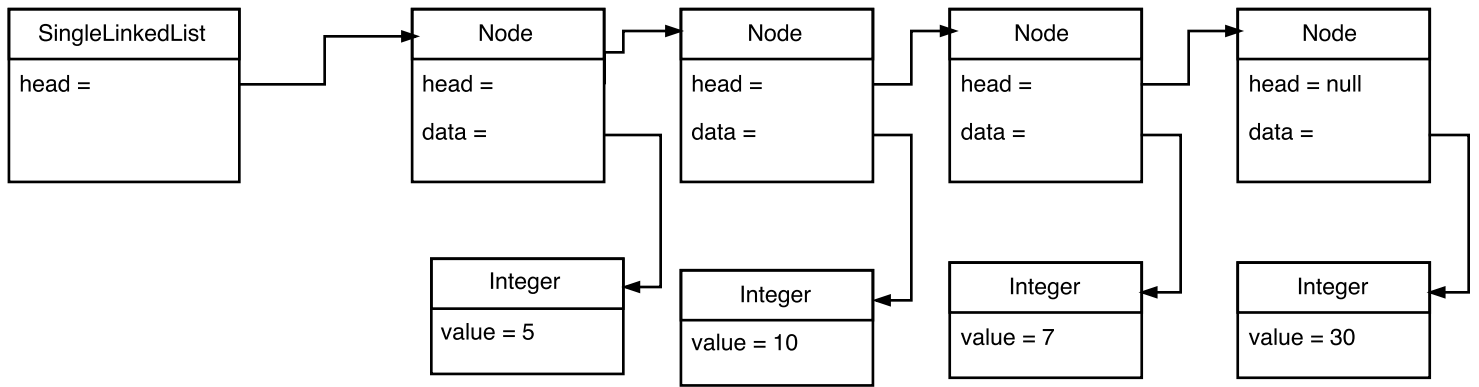 SingleLinkedList
head =
Node
head =
data =
Node
head =
data =
Node
head =
data =
Node
head = null
data =
Integer
value = 5
Integer
value = 10
Integer
value = 7
Integer
value = 30